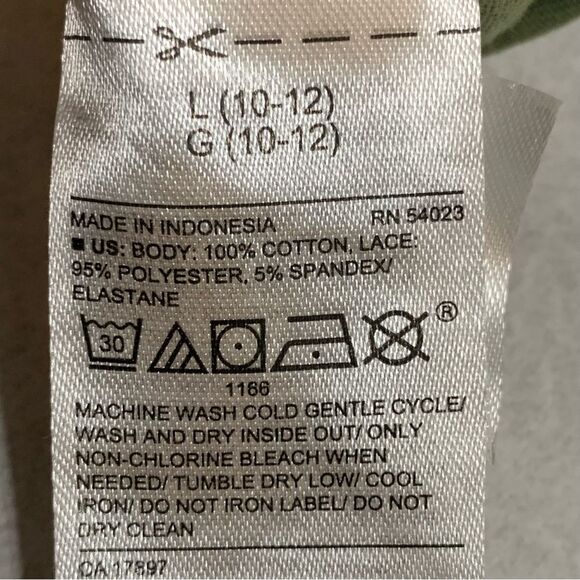 L (10-12)
G (10-12)
MADE IN INDONESIA RN 54023
US: BODY: 100% COTTON, LACE:
95% POLYESTER, 5% SPANDEX/
ELASTANE
30 ®
1166
MACHINE WASH COLD GENTLE CYCLE/
WASH AND DRY INSIDE OUT/ ONLY
NON-CHLORINE BLEACH WHEN
NEEDED/ TUMBLE DRY LOW/ COOL
IRON/ DO NOT IRON LABEL/ DO NOT
DRY CLEAN
CA 17897